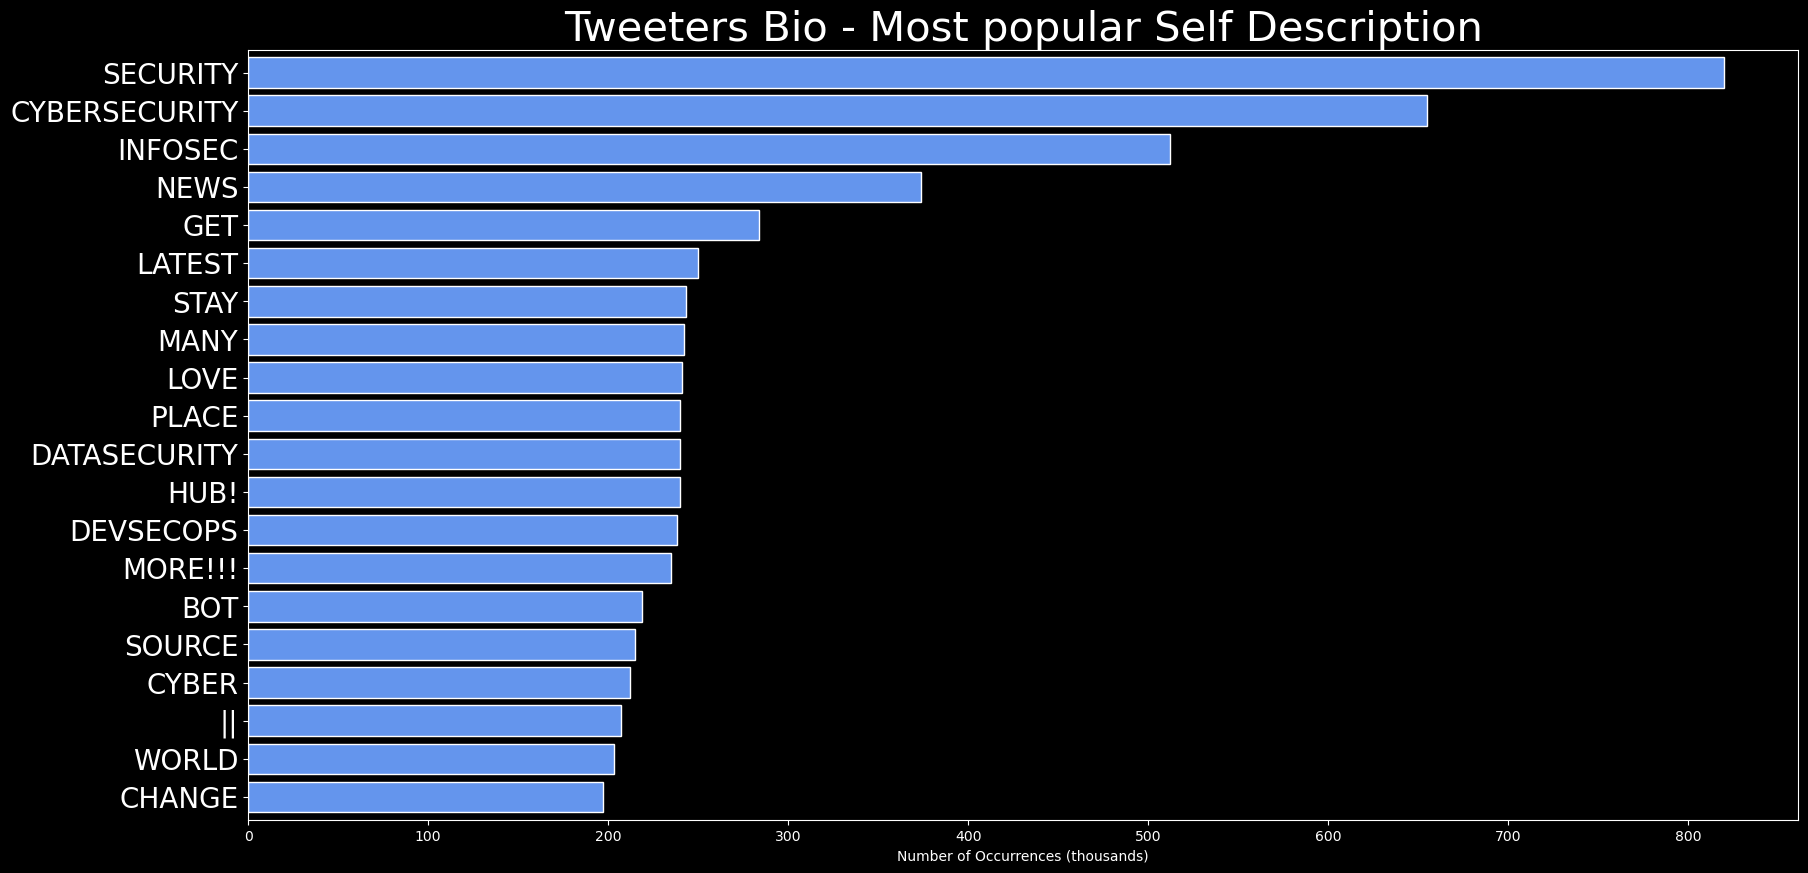 Tweeters Bio - Most popular Self Description
SECURITY
CYBERSECURITY
INFOSEC
NEWS
GET
LATEST
STAY
MANY
LOVE
PLACE
DATASECURITY
HUB!
DEVSECOPS
MORE!!!
BOT
SOURCE
CYBER
||
WORLD
CHANGE
0 100 200 300 400 500 600 700 800
Number of Occurrences (thousands)